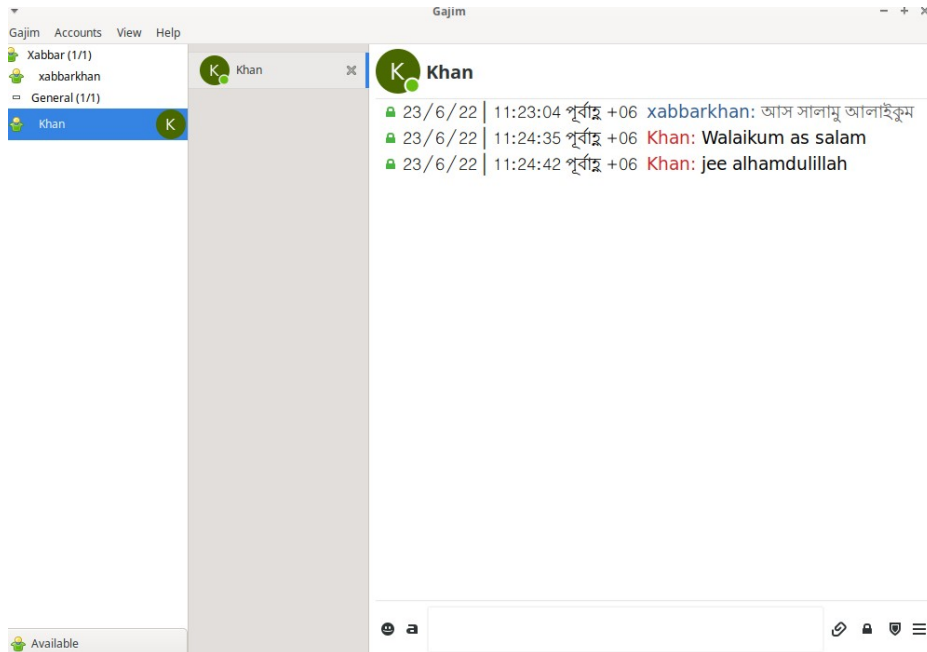 Gajim
Gajim Accounts View Help
Xabbar (1/1)
xabbarkhan
General (1/1)
Khan K
K Khan
K Khan
23/6/22 | 11:23:04 পূর্বাহ্ণ +06 xabbarkhan: আস সালামু আলাইকুম
23/6/22 | 11:24:35 পূর্বাহ্ণ +06 Khan: Walaikum as salam
23/6/22 | 11:24:42 পূর্বাহ্ণ +06 Khan: jee alhamdulillah
a
Available